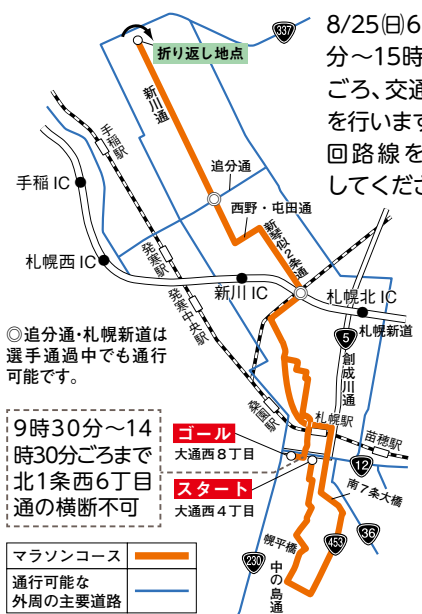 8/25㈰6
分～15時
ごろ、交通
を行います
回路線を
してくださ
337
折り返し地点
新川通
手稲駅
手稲 IC
追分通
西野・屯田通
新琴似2条通
札幌西 IC
発寒駅
新川 IC
発寒中央駅
札幌北 IC
札幌新道
5
創成川通
◎追分通・札幌新道は
選手通過中でも通行
可能です。
桑園駅
札幌駅
苗穂駅
9時30分～14
時30分ごろまで
北1条西6丁目
通の横断不可
ゴール
大通西8丁目
スタート
大通西4丁目
12
南7条大橋
幌平橋
36
453
230
中の島通
マラソンコース
通行可能な
外周の主要道路